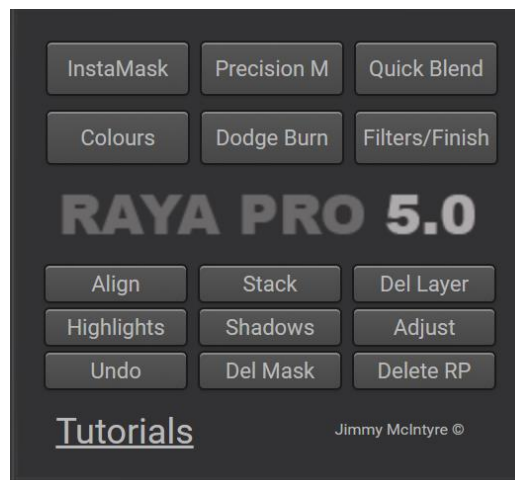 InstaMask Precision M Quick Blend
Colours Dodge Burn Filters/Finish
RAYA PRO 5.0
Align Stack Del Layer
Highlights Shadows Adjust
Undo Del Mask Delete RP
Tutorials Jimmy McIntyre ©